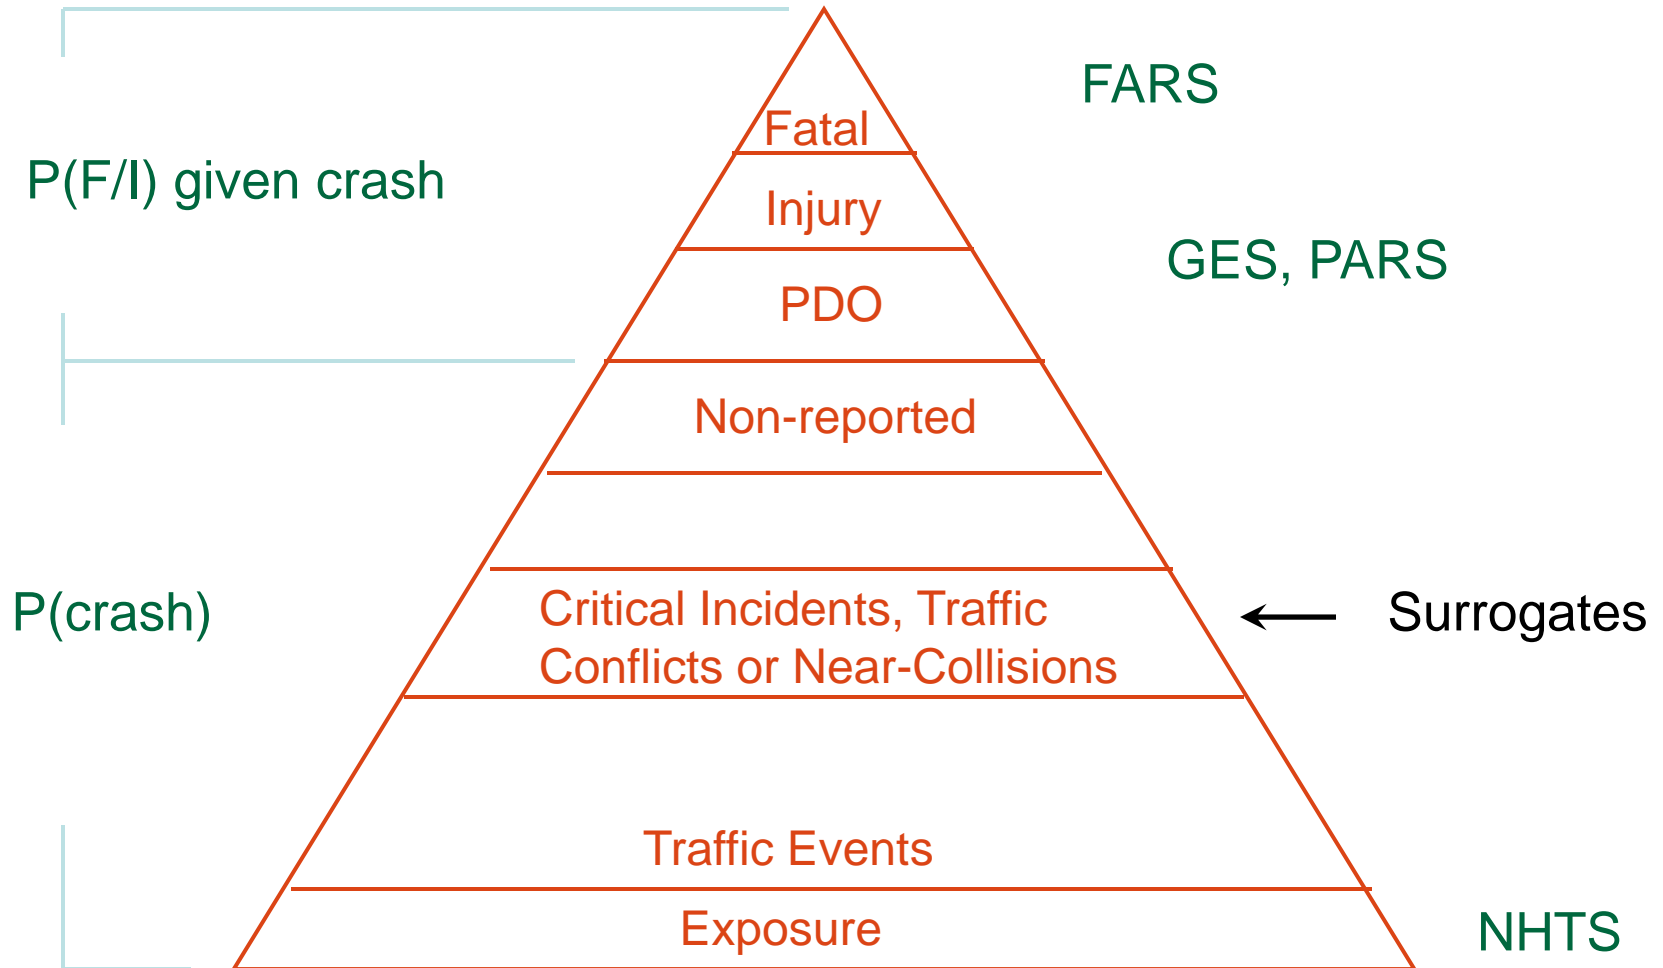 FARS
Fatal
P(F/I) given crash
Injury
GES, PARS
PDO
Non-reported
P(crash)
Critical Incidents, Traffic
Conflicts or Near-Collisions
Surrogates
Traffic Events
Exposure
NHTS